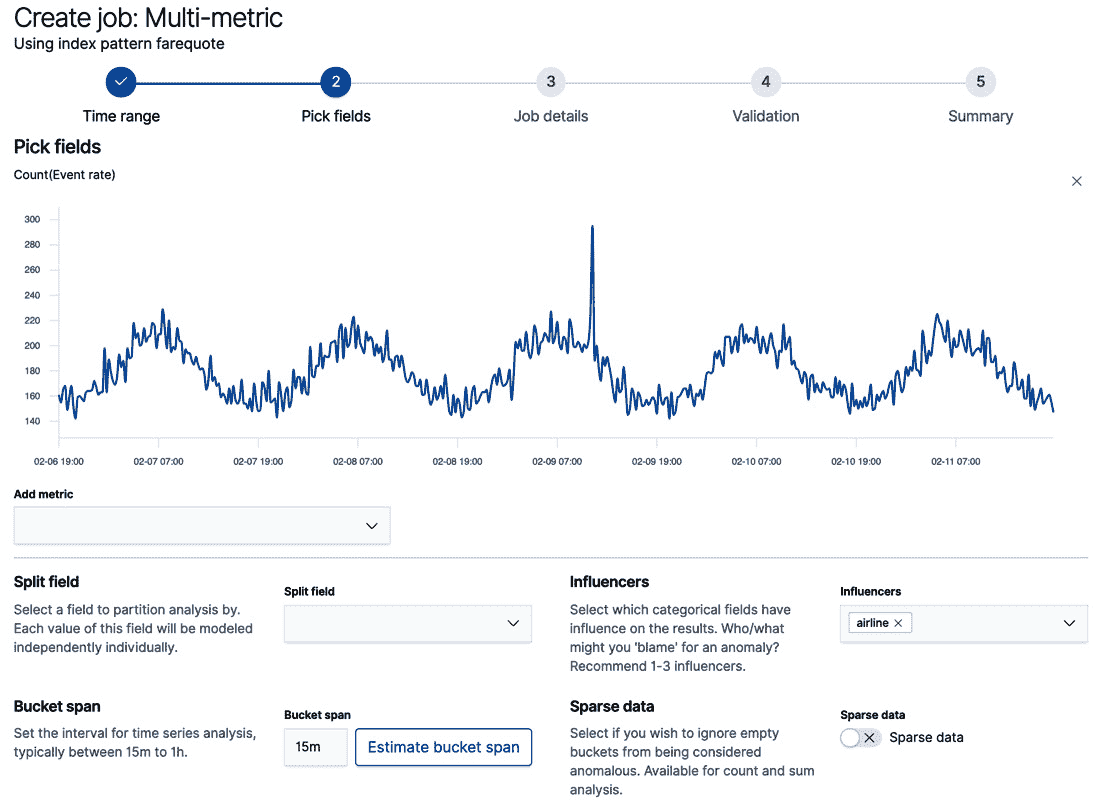 Create job: Multi-metric
Using index pattern farequote
2 3 4 5
Time range Pick fields Job details Validation Summary
Pick fields
Count(Event rate)
300
280
260
240
220
200
180
160
140
02-06 19:00 02-07 07:00 02-07 19:00 02-08 07:00 02-08 19:00 02-09 07:00 02-09 19:00 02-10 07:00 02-10 19:00 02-11 07:00
Add metric
Split field
Select a field to partition analysis by.
Each value of this field will be modeled
independently individually.
Split field
Influencers
Select which categorical fields have
influence on the results. Who/what
might you 'blame' for an anomaly?
Recommend 1-3 influencers.
Influencers
airline
Bucket span
Set the interval for time series analysis,
typically between 15m to 1h.
Bucket span
15m Estimate bucket span
Sparse data
Select if you wish to ignore empty
buckets from being considered
anomalous. Available for count and sum
analysis.
Sparse data
Sparse data